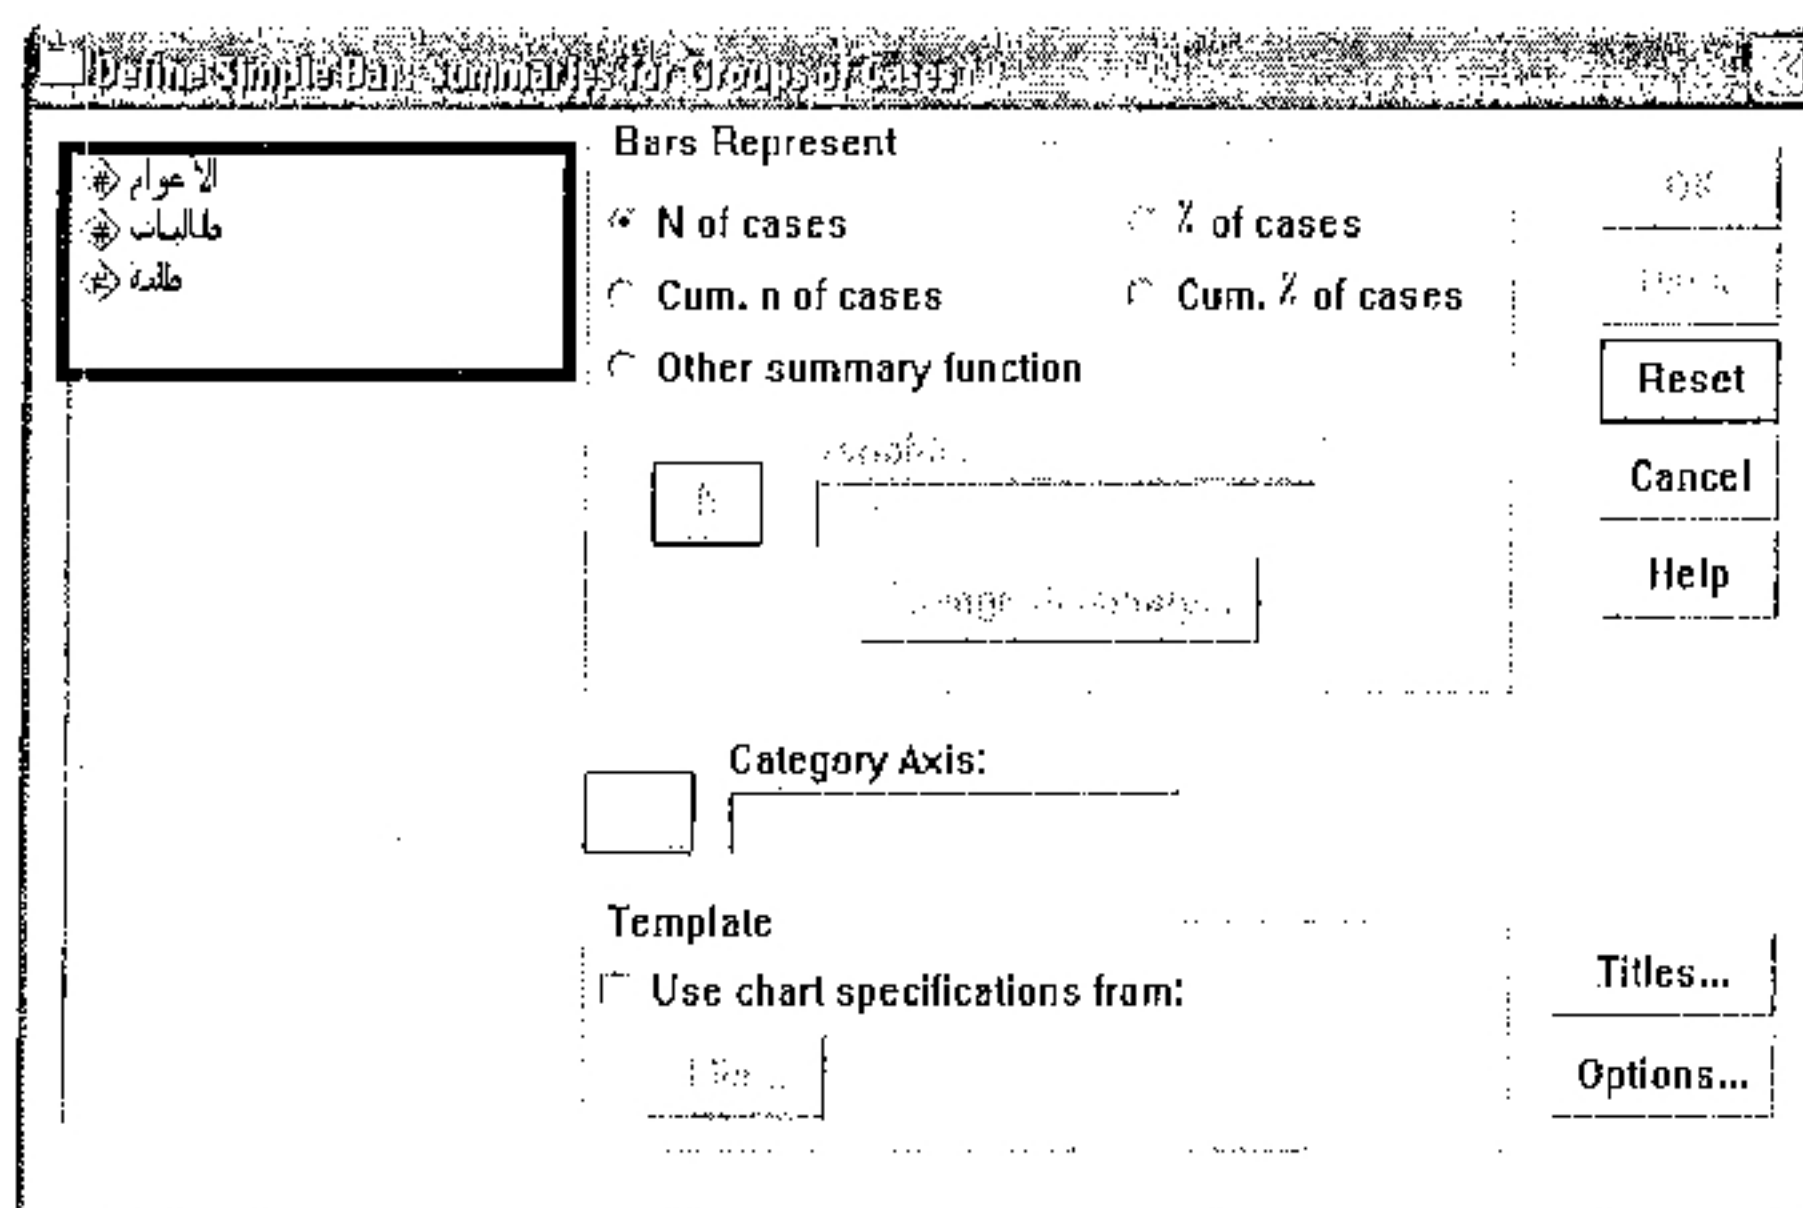 Define Simple Bar: Summaries for Groups of Cases
الأعوام
طالبات
طلبة
Bars Represent
N of cases
% of cases
Cum. n of cases
Cum. % of cases
Other summary function
OK
Reset
Cancel
Help
Category Axis:
Template
Use chart specifications from:
Titles...
Options...